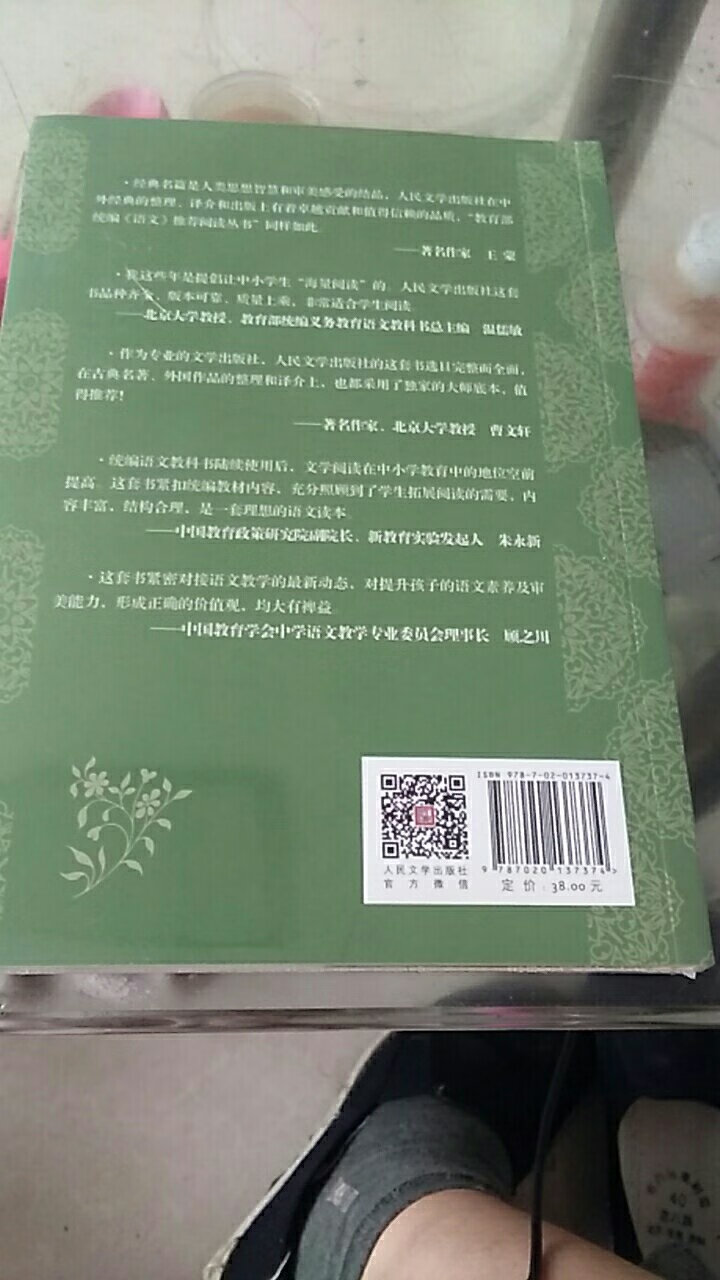 ·经典名篇是人类思想智慧和审美感受的结晶，人民文学出版社在中
外经典的整理、译介和出版上有着卓越贡献和值得信赖的品质，“教育部
统编《语文》推荐阅读丛书”同样如此。
——著名作家 王蒙
·我这些年是提倡让中小学生“海量阅读”的。人民文学出版社这套
书品种齐全、版本可靠、质量上乘，非常适合学生阅读。
——北京大学教授、教育部统编义务教育语文教科书总主编 温儒敏
·作为专业的文学出版社，人民文学出版社的这套书选目完整而全面，
在古典名著、外国作品的整理和译介上，也都采用了独家的大师底本，值
得推荐！
——著名作家、北京大学教授 曹文轩
·统编语文教科书陆续使用后，文学阅读在中小学教育中的地位空前
提高。这套书紧扣统编教材内容，充分照顾到了学生拓展阅读的需要，内
容丰富，结构合理，是一套理想的语文读本。
——中国教育政策研究院副院长、新教育实验发起人 朱永新
·这套书紧密对接语文教学的最新动态，对提升孩子的语文素养及审
美能力，形成正确的价值观，均大有裨益。
——中国教育学会中学语文教学专业委员会理事长 顾之川
ISBN 978-7-02-013737-4
人民文学出版社
官方微信
9 787020 137374 >
定价：38.00元
40